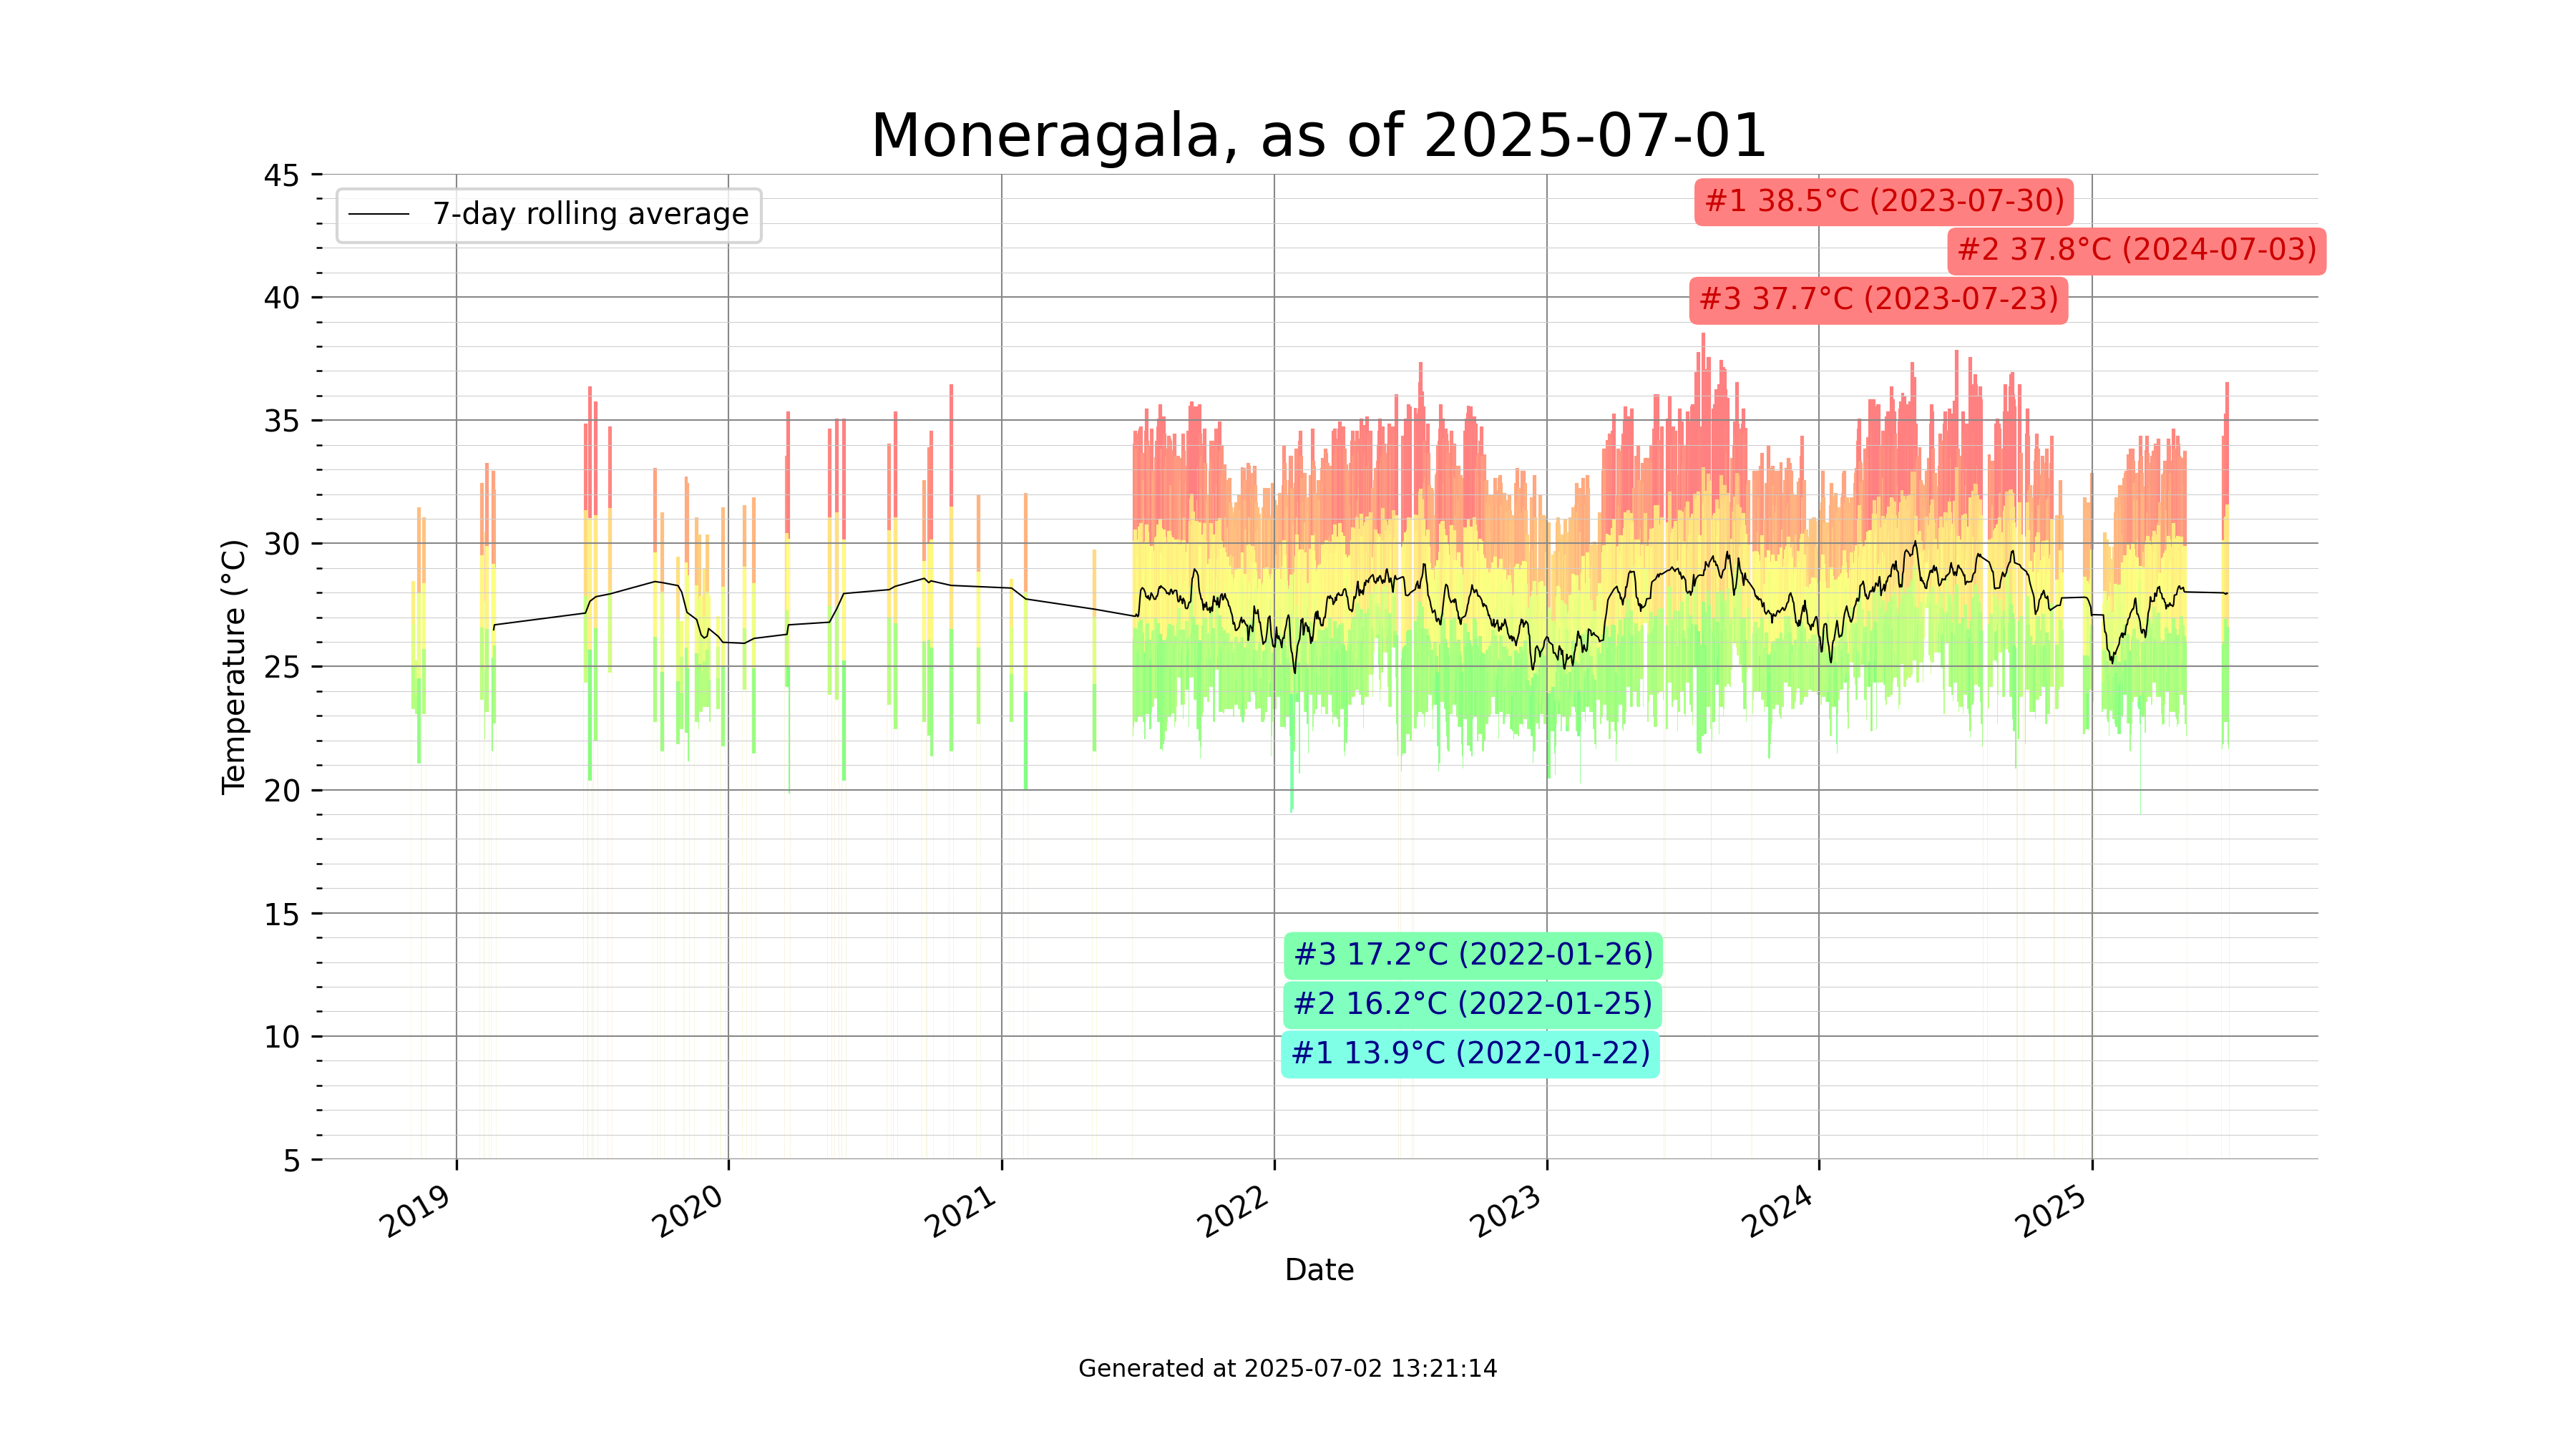 Moneragala, as of 2025-07-01
45
40
35
30
25
20
15
10
5
Temperature (°C)
7-day rolling average
#1 38.5°C (2023-07-30)
#2 37.8°C (2024-07-03)
#3 37.7°C (2023-07-23)
#3 17.2°C (2022-01-26)
#2 16.2°C (2022-01-25)
#1 13.9°C (2022-01-22)
2019 2020 2021 2022 2023 2024 2025
Date
Generated at 2025-07-02 13:21:14